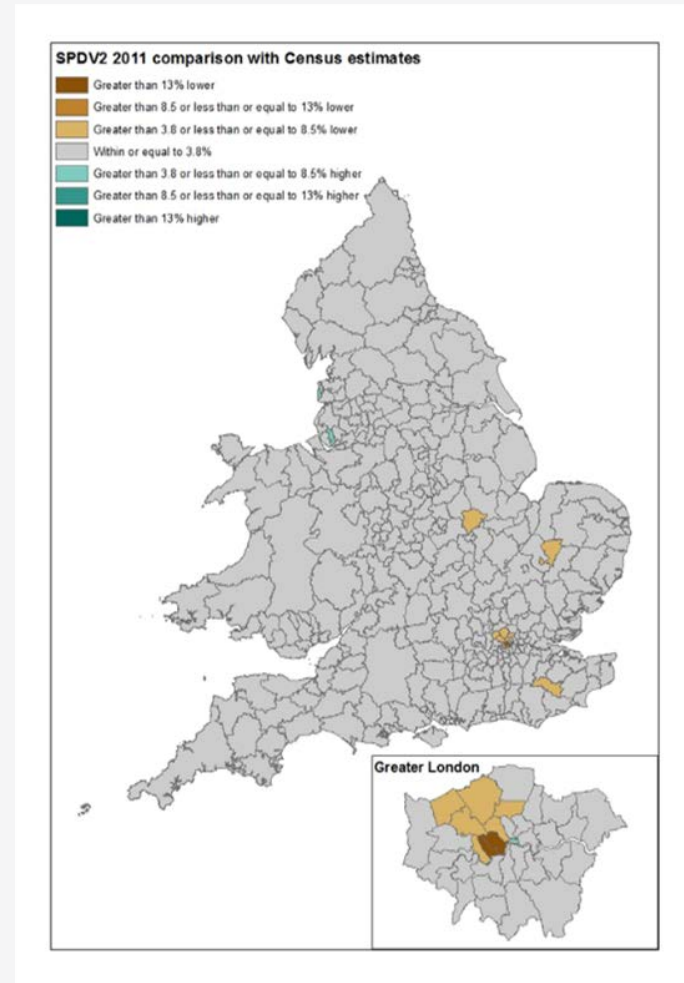 SPDV2 2011 comparison with Census estimates
Greater than 13% lower
Greater than 8.5 or less than or equal to 13% lower
Greater than 3.8 or less than or equal to 8.5% lower
Within or equal to 3.8%
Greater than 3.8 or less than or equal to 8.5% higher
Greater than 8.5 or less than or equal to 13% higher
Greater than 13% higher
Greater London